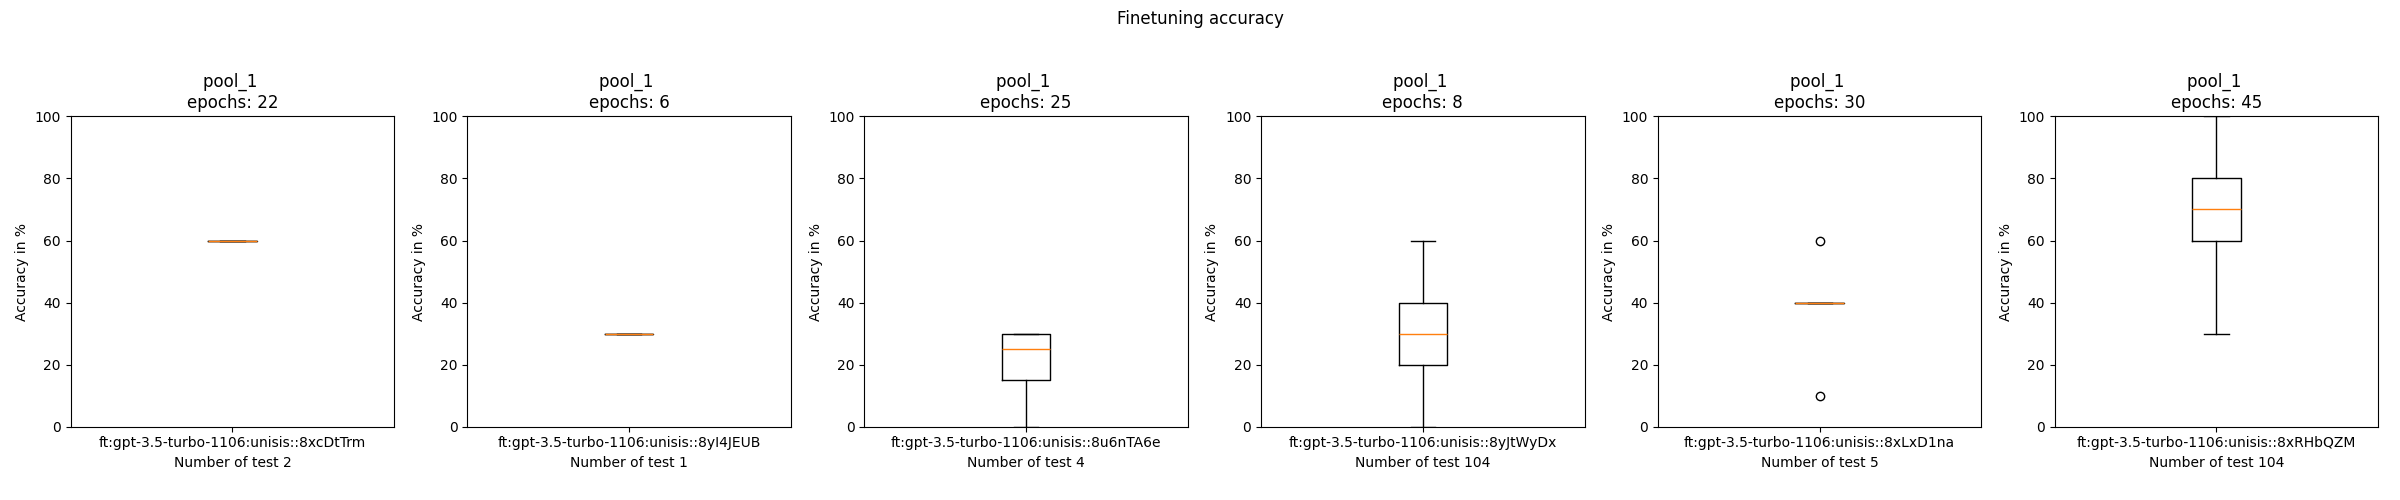 Finetuning accuracy
pool_1
epochs: 22
100
80
60
40
20
0
Accuracy in %
ft:gpt-3.5-turbo-1106:unisis::8xcDtTrm
Number of test 2
pool_1
epochs: 6
100
80
60
40
20
0
Accuracy in %
ft:gpt-3.5-turbo-1106:unisis::8yI4JEUB
Number of test 1
pool_1
epochs: 25
100
80
60
40
20
0
Accuracy in %
ft:gpt-3.5-turbo-1106:unisis::8u6nTA6e
Number of test 4
pool_1
epochs: 8
100
80
60
40
20
0
Accuracy in %
ft:gpt-3.5-turbo-1106:unisis::8yJtWyDx
Number of test 104
pool_1
epochs: 30
100
80
60
40
20
0
Accuracy in %
ft:gpt-3.5-turbo-1106:unisis::8xLxD1na
Number of test 5
pool_1
epochs: 45
100
80
60
40
20
0
Accuracy in %
ft:gpt-3.5-turbo-1106:unisis::8xRHbQZM
Number of test 104